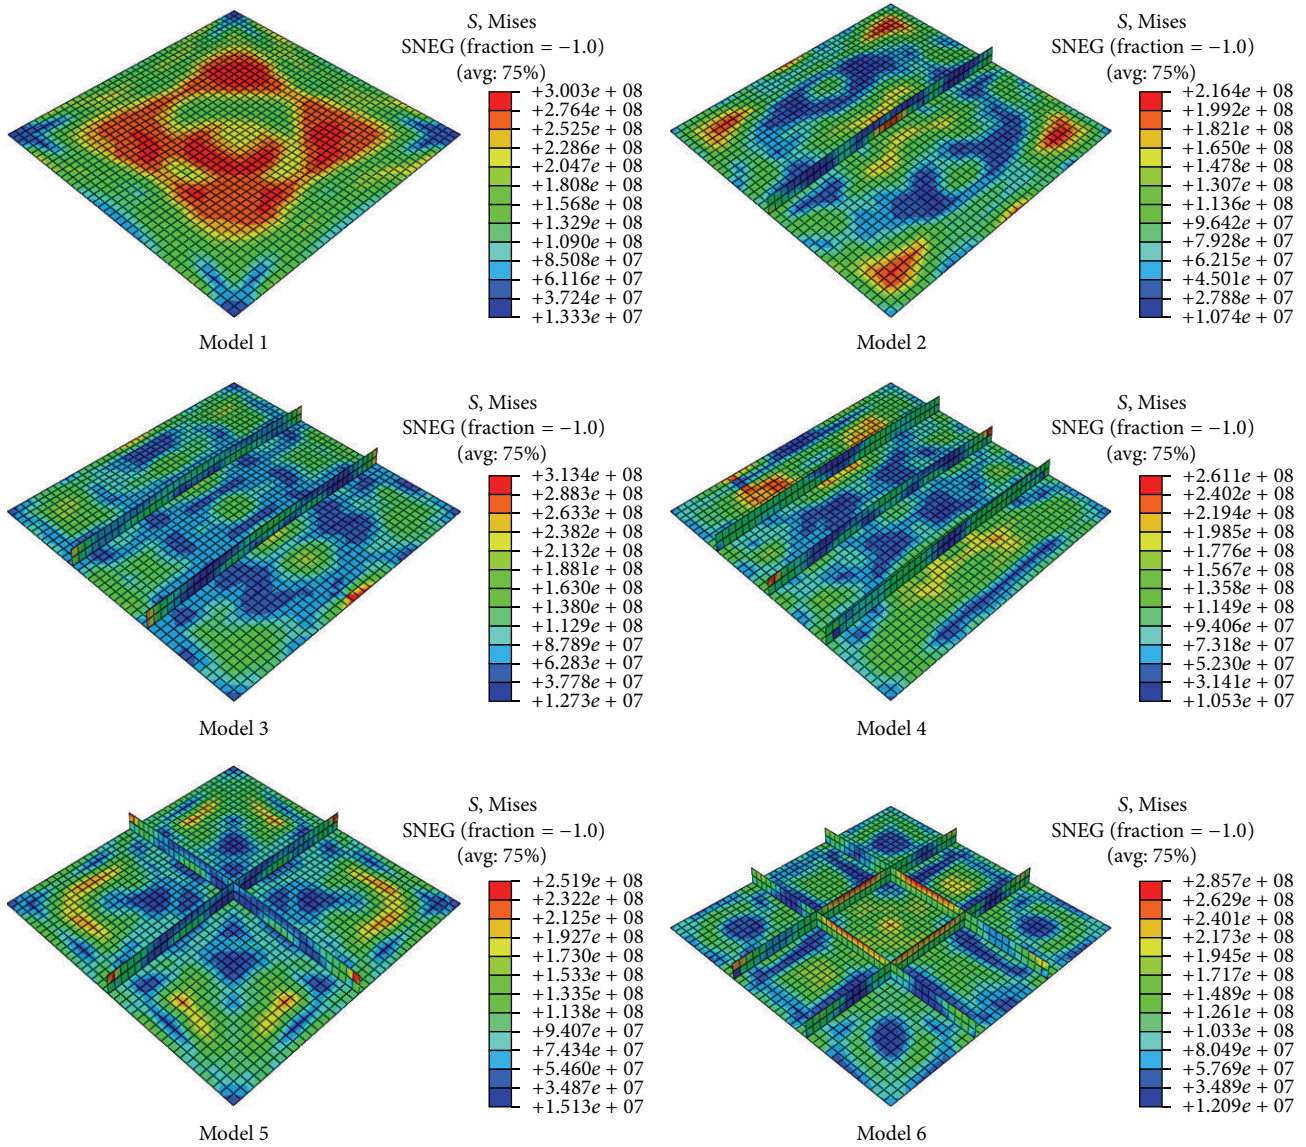 S, Mises
SNEG (fraction = −1.0)
(avg: 75%)
+3.003e + 08
+2.764e + 08
+2.525e + 08
+2.286e + 08
+2.047e + 08
+1.808e + 08
+1.568e + 08
+1.329e + 08
+1.090e + 08
+8.508e + 07
+6.116e + 07
+3.724e + 07
+1.333e + 07
Model 1
S, Mises
SNEG (fraction = −1.0)
(avg: 75%)
+2.164e + 08
+1.992e + 08
+1.821e + 08
+1.650e + 08
+1.478e + 08
+1.307e + 08
+1.136e + 08
+9.642e + 07
+7.928e + 07
+6.215e + 07
+4.501e + 07
+2.788e + 07
+1.074e + 07
Model 2
S, Mises
SNEG (fraction = −1.0)
(avg: 75%)
+3.134e + 08
+2.883e + 08
+2.633e + 08
+2.382e + 08
+2.132e + 08
+1.881e + 08
+1.630e + 08
+1.380e + 08
+1.129e + 08
+8.789e + 07
+6.283e + 07
+3.778e + 07
+1.273e + 07
Model 3
S, Mises
SNEG (fraction = −1.0)
(avg: 75%)
+2.611e + 08
+2.402e + 08
+2.194e + 08
+1.985e + 08
+1.776e + 08
+1.567e + 08
+1.358e + 08
+1.149e + 08
+9.406e + 07
+7.318e + 07
+5.230e + 07
+3.141e + 07
+1.053e + 07
Model 4
S, Mises
SNEG (fraction = −1.0)
(avg: 75%)
+2.519e + 08
+2.322e + 08
+2.125e + 08
+1.927e + 08
+1.730e + 08
+1.533e + 08
+1.335e + 08
+1.138e + 08
+9.407e + 07
+7.434e + 07
+5.460e + 07
+3.487e + 07
+1.513e + 07
Model 5
S, Mises
SNEG (fraction = −1.0)
(avg: 75%)
+2.857e + 08
+2.629e + 08
+2.401e + 08
+2.173e + 08
+1.945e + 08
+1.717e + 08
+1.489e + 08
+1.261e + 08
+1.033e + 08
+8.049e + 07
+5.769e + 07
+3.489e + 07
+1.209e + 07
Model 6